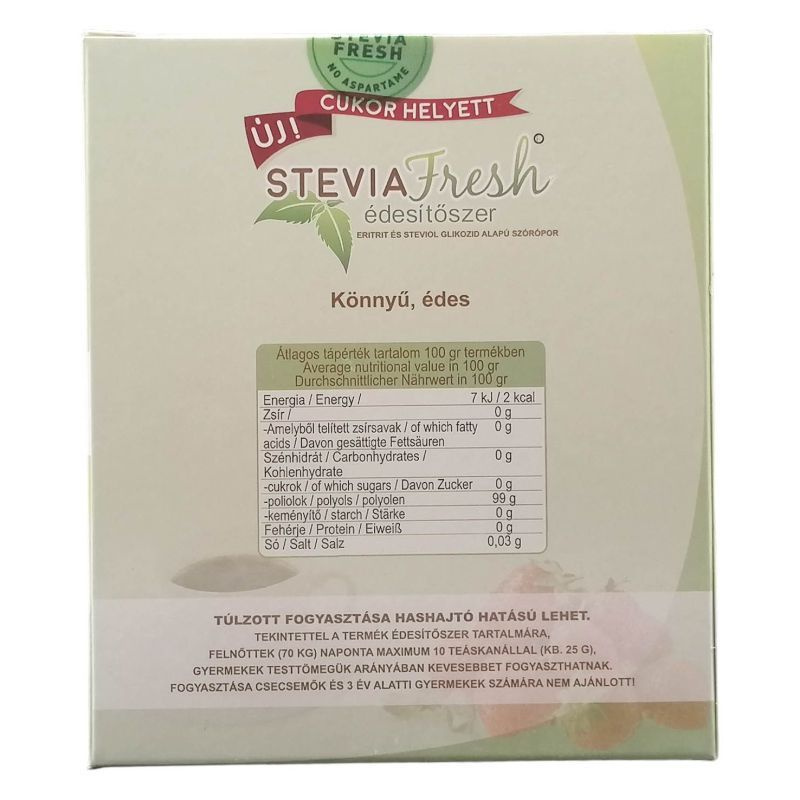 STEVIA
FRESH
NO ASPARTAME
CUKOR HELYETT
ÚJ!
STEVIA Fresh
édesítőszer
ERITRIT ÉS STEVIOL GLIKOZID ALAPÚ SZÓRÓPOR
Könnyű, édes
Átlagos tápérték tartalom 100 gr termékben
Average nutritional value in 100 gr
Durchschnittlicher Nährwert in 100 gr
Energia / Energy / 7 kJ / 2 kcal
Zsír / 0 g
-Amelyből telített zsírsavak / of which fatty 0 g
acids / Davon gesättigte Fettsäuren
Szénhidrát / Carbonhydrates / 0 g
Kohlenhydrate
-cukrok / of which sugars / Davon Zucker 0 g
-poliolok / polyols / polyolen 99 g
-keményítő / starch / Stärke 0 g
Fehérje / Protein / Eiweiß 0 g
Só / Salt / Salz 0,03 g
TÚLZOTT FOGYASZTÁSA HASHAJTÓ HATÁSÚ LEHET.
TEKINTETTEL A TERMÉK ÉDESÍTŐSZER TARTALMÁRA,
FELNŐTTEK (70 KG) NAPONTA MAXIMUM 10 TEÁSKANÁLLAL (KB. 25 G),
GYERMEKEK TESTTÖMEGÜK ARÁNYÁBAN KEVESEBBET FOGYASZTHATNAK.
FOGYASZTÁSA CSECSEMŐK ÉS 3 ÉV ALATTI GYERMEKEK SZÁMÁRA NEM AJÁNLOTT!